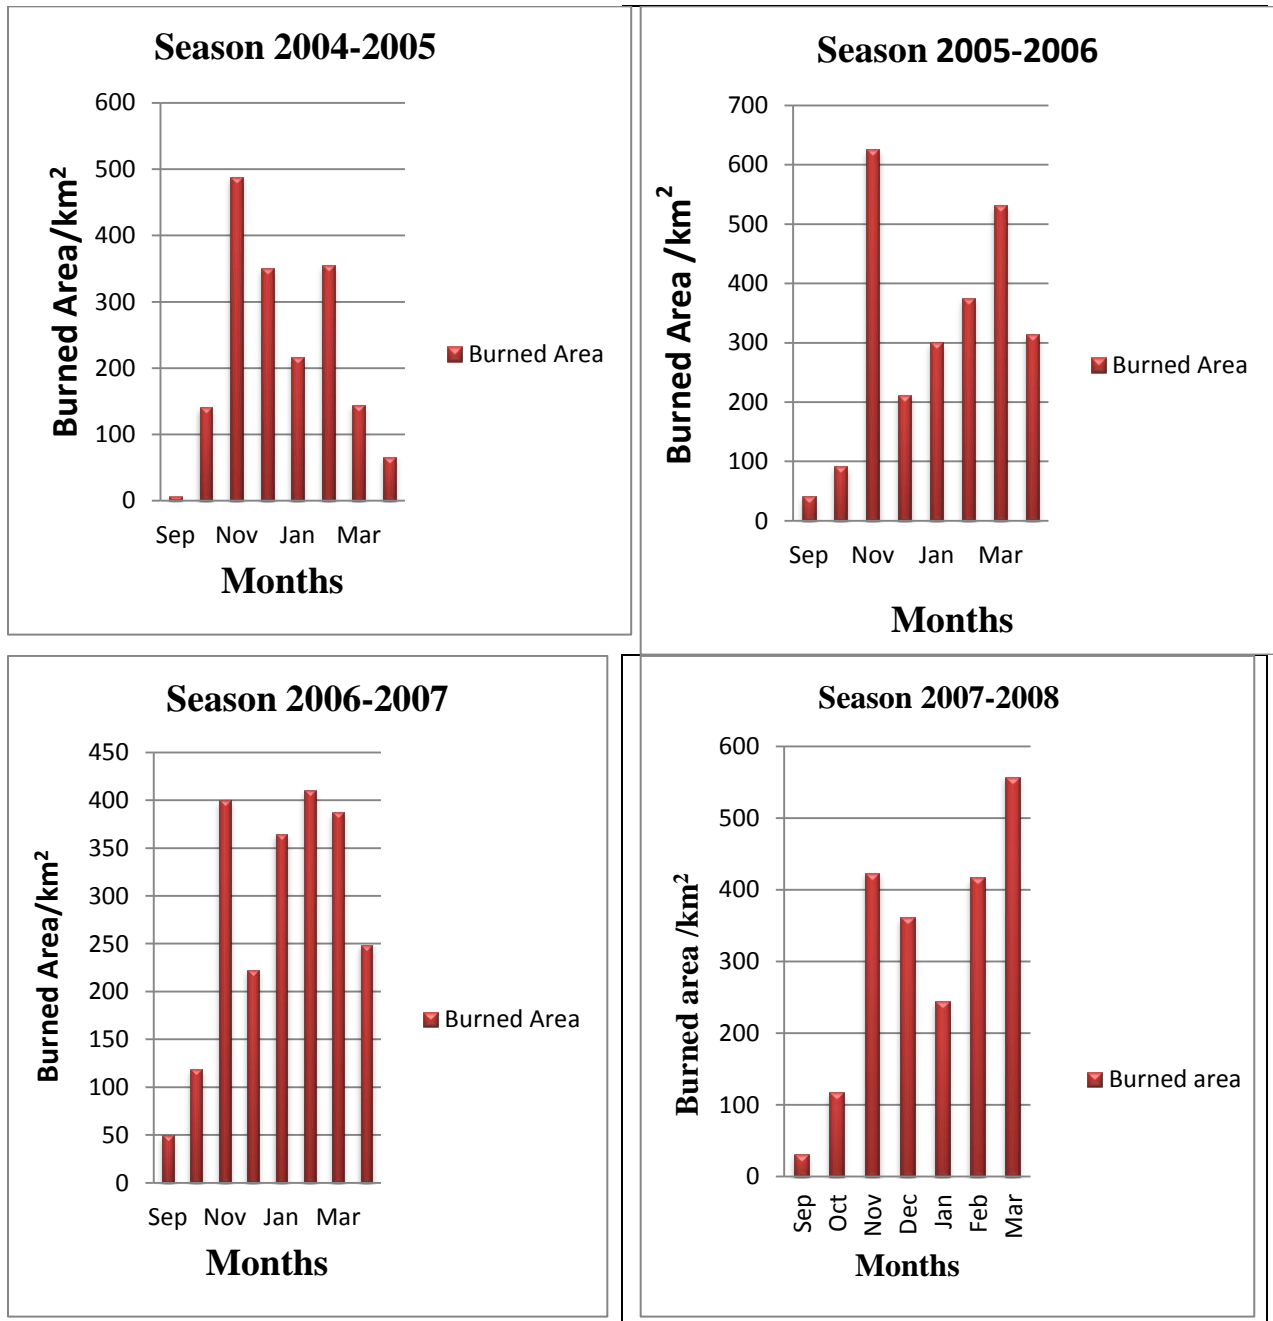 Season 2004-2005
600
500
400
300
200
100
0
Burned Area/km²
Sep Nov Jan Mar
Months
Burned Area
Season 2005-2006
700
600
500
400
300
200
100
0
Burned Area /km²
Sep Nov Jan Mar
Months
Burned Area
Season 2006-2007
450
400
350
300
250
200
150
100
50
0
Burned Area/km²
Sep Nov Jan Mar
Months
Burned Area
Season 2007-2008
600
500
400
300
200
100
0
Burned area /km²
Sep Oct Nov Dec Jan Feb Mar
Months
Burned area